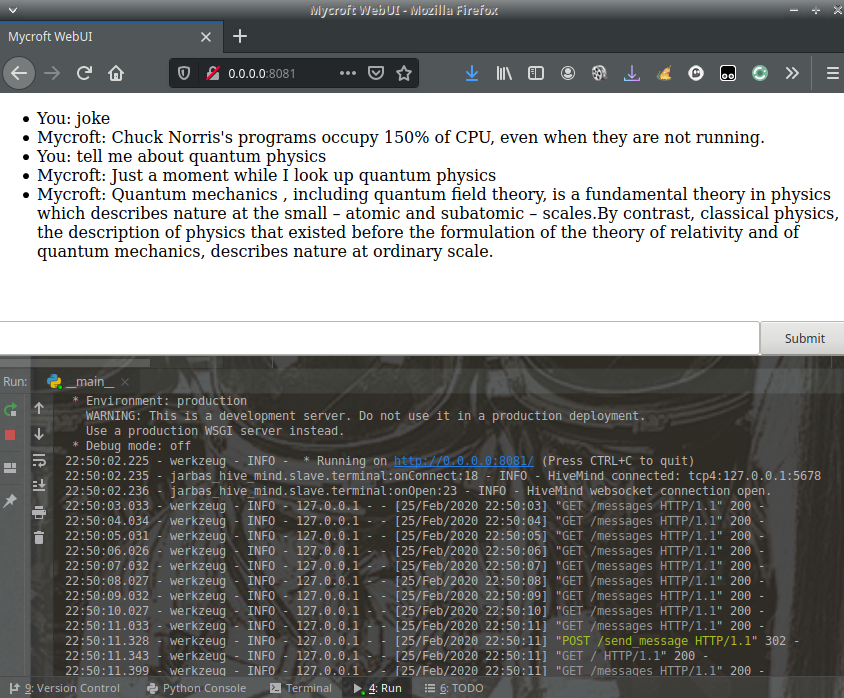 Mycroft WebUI - Mozilla Firefox
Mycroft WebUI
0.0.0.0:8081
You: joke
Mycroft: Chuck Norris's programs occupy 150% of CPU, even when they are not running.
You: tell me about quantum physics
Mycroft: Just a moment while I look up quantum physics
Mycroft: Quantum mechanics , including quantum field theory, is a fundamental theory in physics
which describes nature at the small – atomic and subatomic – scales.By contrast, classical physics,
the description of physics that existed before the formulation of the theory of relativity and of
quantum mechanics, describes nature at ordinary scale.
Submit
Run: __main__
* Environment: production
WARNING: This is a development server. Do not use it in a production deployment.
Use a production WSGI server instead.
* Debug mode: off
22:50:02.225 - werkzeug - INFO -  * Running on http://0.0.0.0:8081/ (Press CTRL+C to quit)
22:50:02.235 - jarbas_hive_mind.slave.terminal:onConnect:18 - INFO - HiveMind connected: tcp4:127.0.0.1:5678
22:50:02.236 - jarbas_hive_mind.slave.terminal:onOpen:23 - INFO - HiveMind websocket connection open.
22:50:03.033 - werkzeug - INFO - 127.0.0.1 - - [25/Feb/2020 22:50:03] "GET /messages HTTP/1.1" 200 -
22:50:04.034 - werkzeug - INFO - 127.0.0.1 - - [25/Feb/2020 22:50:04] "GET /messages HTTP/1.1" 200 -
22:50:05.031 - werkzeug - INFO - 127.0.0.1 - - [25/Feb/2020 22:50:05] "GET /messages HTTP/1.1" 200 -
22:50:06.026 - werkzeug - INFO - 127.0.0.1 - - [25/Feb/2020 22:50:06] "GET /messages HTTP/1.1" 200 -
22:50:07.032 - werkzeug - INFO - 127.0.0.1 - - [25/Feb/2020 22:50:07] "GET /messages HTTP/1.1" 200 -
22:50:08.027 - werkzeug - INFO - 127.0.0.1 - - [25/Feb/2020 22:50:08] "GET /messages HTTP/1.1" 200 -
22:50:09.032 - werkzeug - INFO - 127.0.0.1 - - [25/Feb/2020 22:50:09] "GET /messages HTTP/1.1" 200 -
22:50:10.027 - werkzeug - INFO - 127.0.0.1 - - [25/Feb/2020 22:50:10] "GET /messages HTTP/1.1" 200 -
22:50:11.033 - werkzeug - INFO - 127.0.0.1 - - [25/Feb/2020 22:50:11] "GET /messages HTTP/1.1" 200 -
22:50:11.328 - werkzeug - INFO - 127.0.0.1 - - [25/Feb/2020 22:50:11] "POST /send_message HTTP/1.1" 302 -
22:50:11.343 - werkzeug - INFO - 127.0.0.1 - - [25/Feb/2020 22:50:11] "GET / HTTP/1.1" 200 -
22:50:11.399 - werkzeug - INFO - 127.0.0.1 - - [25/Feb/2020 22:50:11] "GET /messages HTTP/1.1" 200 -
9: Version Control Python Console Terminal 4: Run 6: TODO